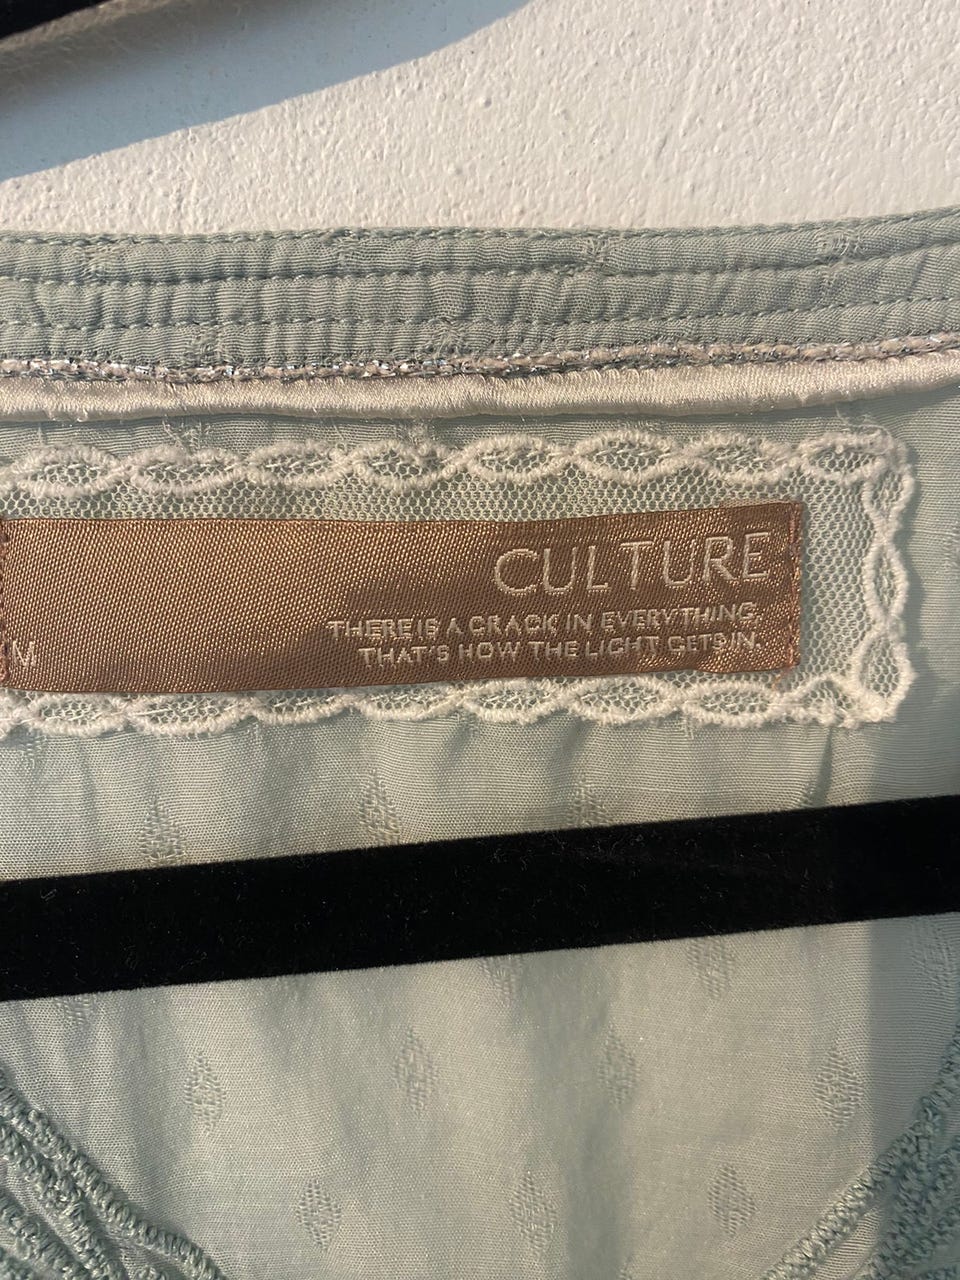 CULTURE
THERE IS A CRACK IN EVERYTHING.
THAT'S HOW THE LIGHT GETS IN.
M